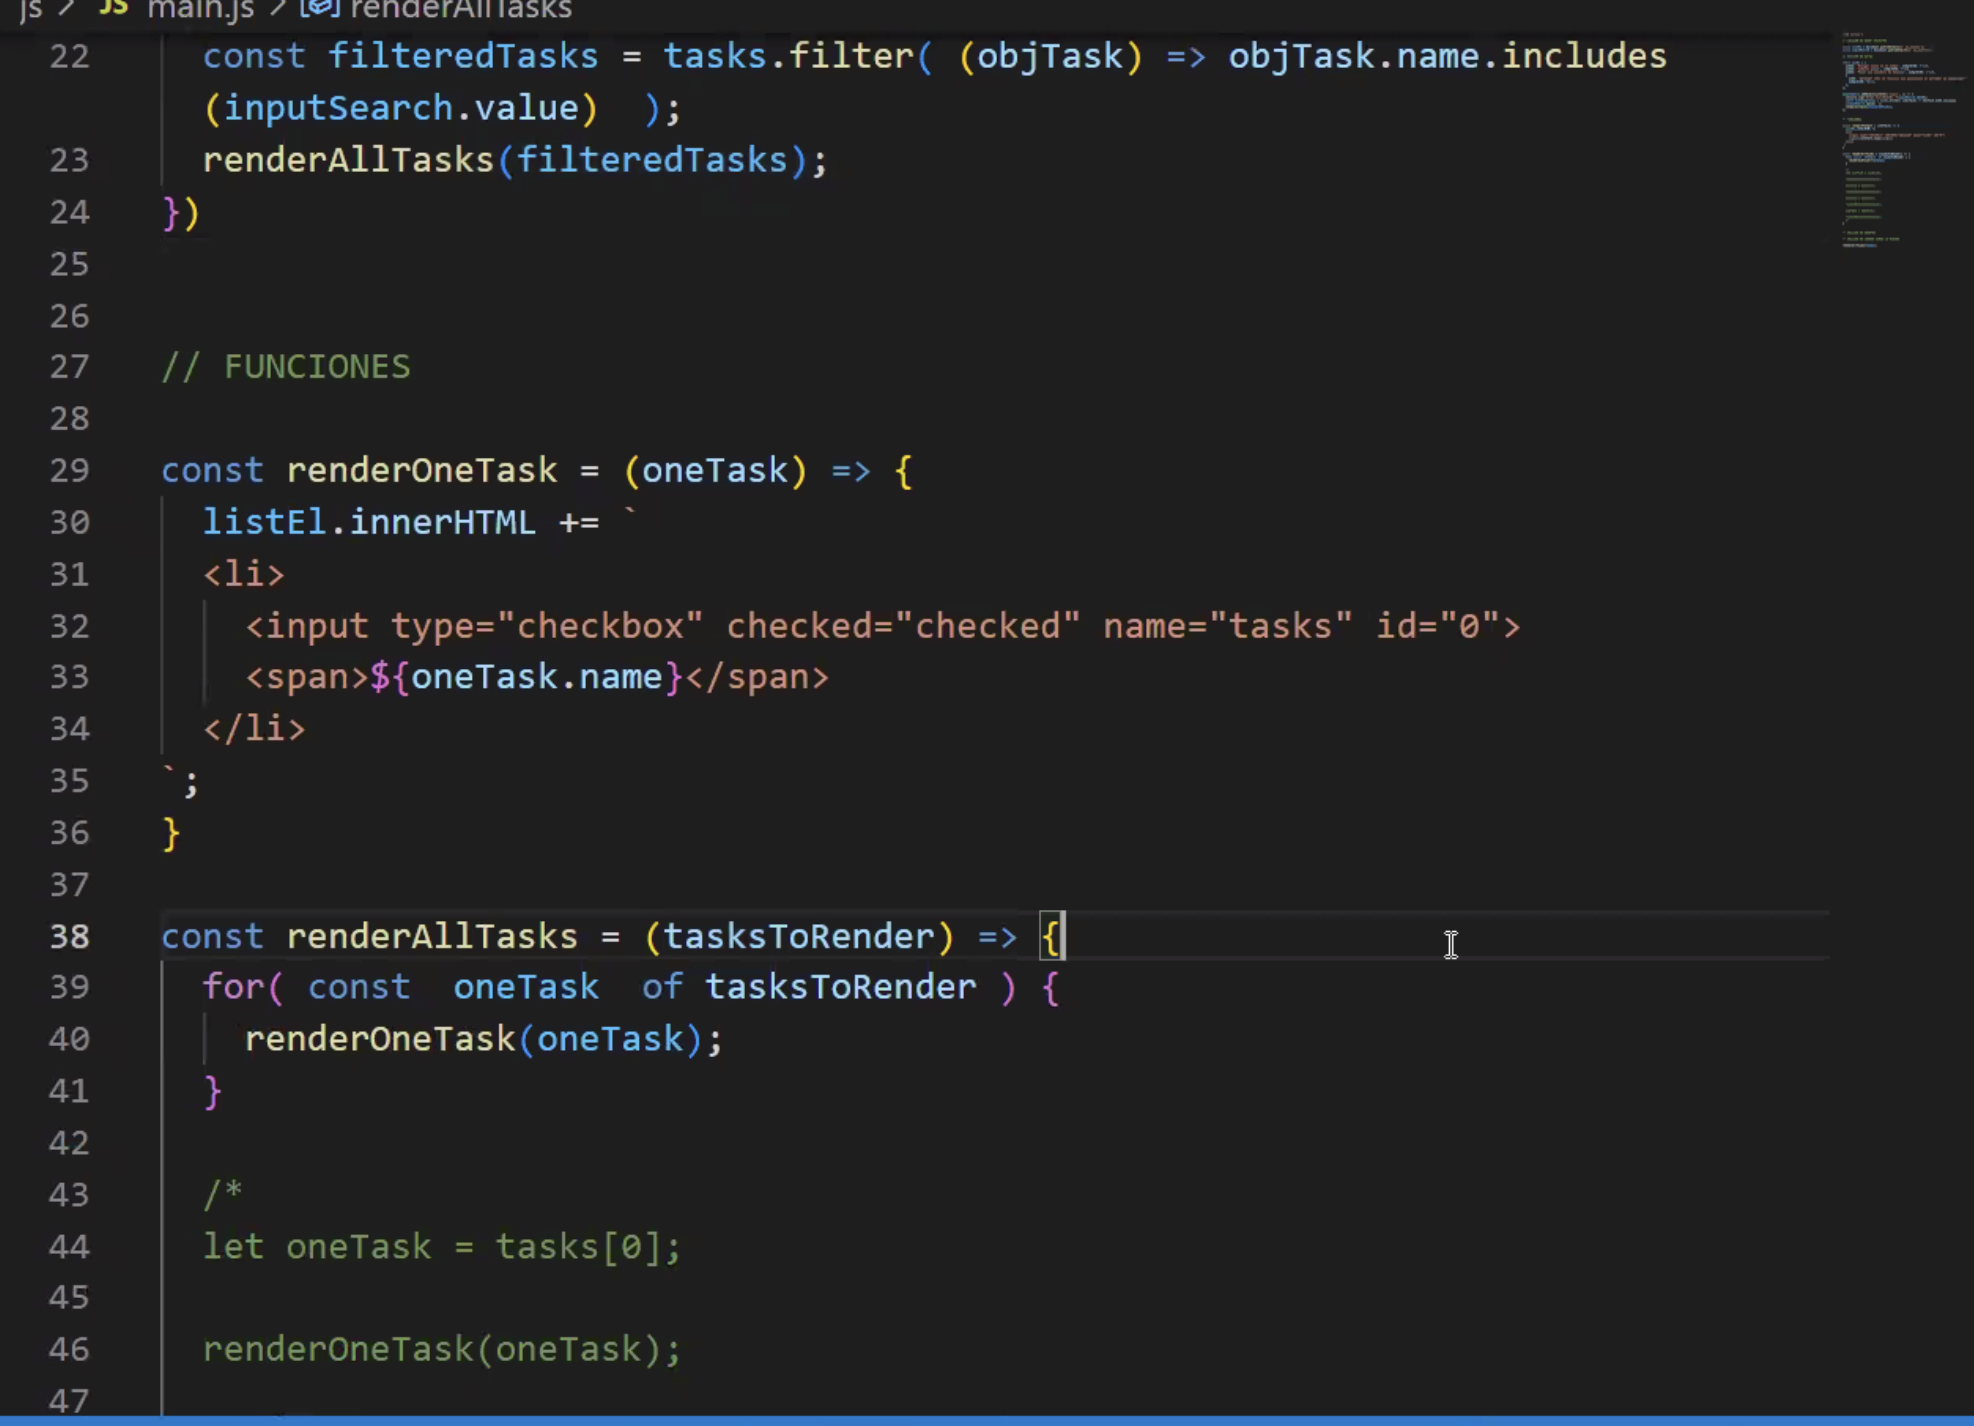 js > JS main.js > renderAllTasks
22 const filteredTasks = tasks.filter( (objTask) => objTask.name.includes
(inputSearch.value)  );
23 renderAllTasks(filteredTasks);
24 })
25
26
27 // FUNCIONES
28
29 const renderOneTask = (oneTask) => {
30 listEl.innerHTML += `
31 <li>
32 <input type="checkbox" checked="checked" name="tasks" id="0">
33 <span>${oneTask.name}</span>
34 </li>
35 `;
36 }
37
38 const renderAllTasks = (tasksToRender) => {
39 for( const  oneTask  of tasksToRender ) {
40 renderOneTask(oneTask);
41 }
42
43 /*
44 let oneTask = tasks[0];
45
46 renderOneTask(oneTask);
47